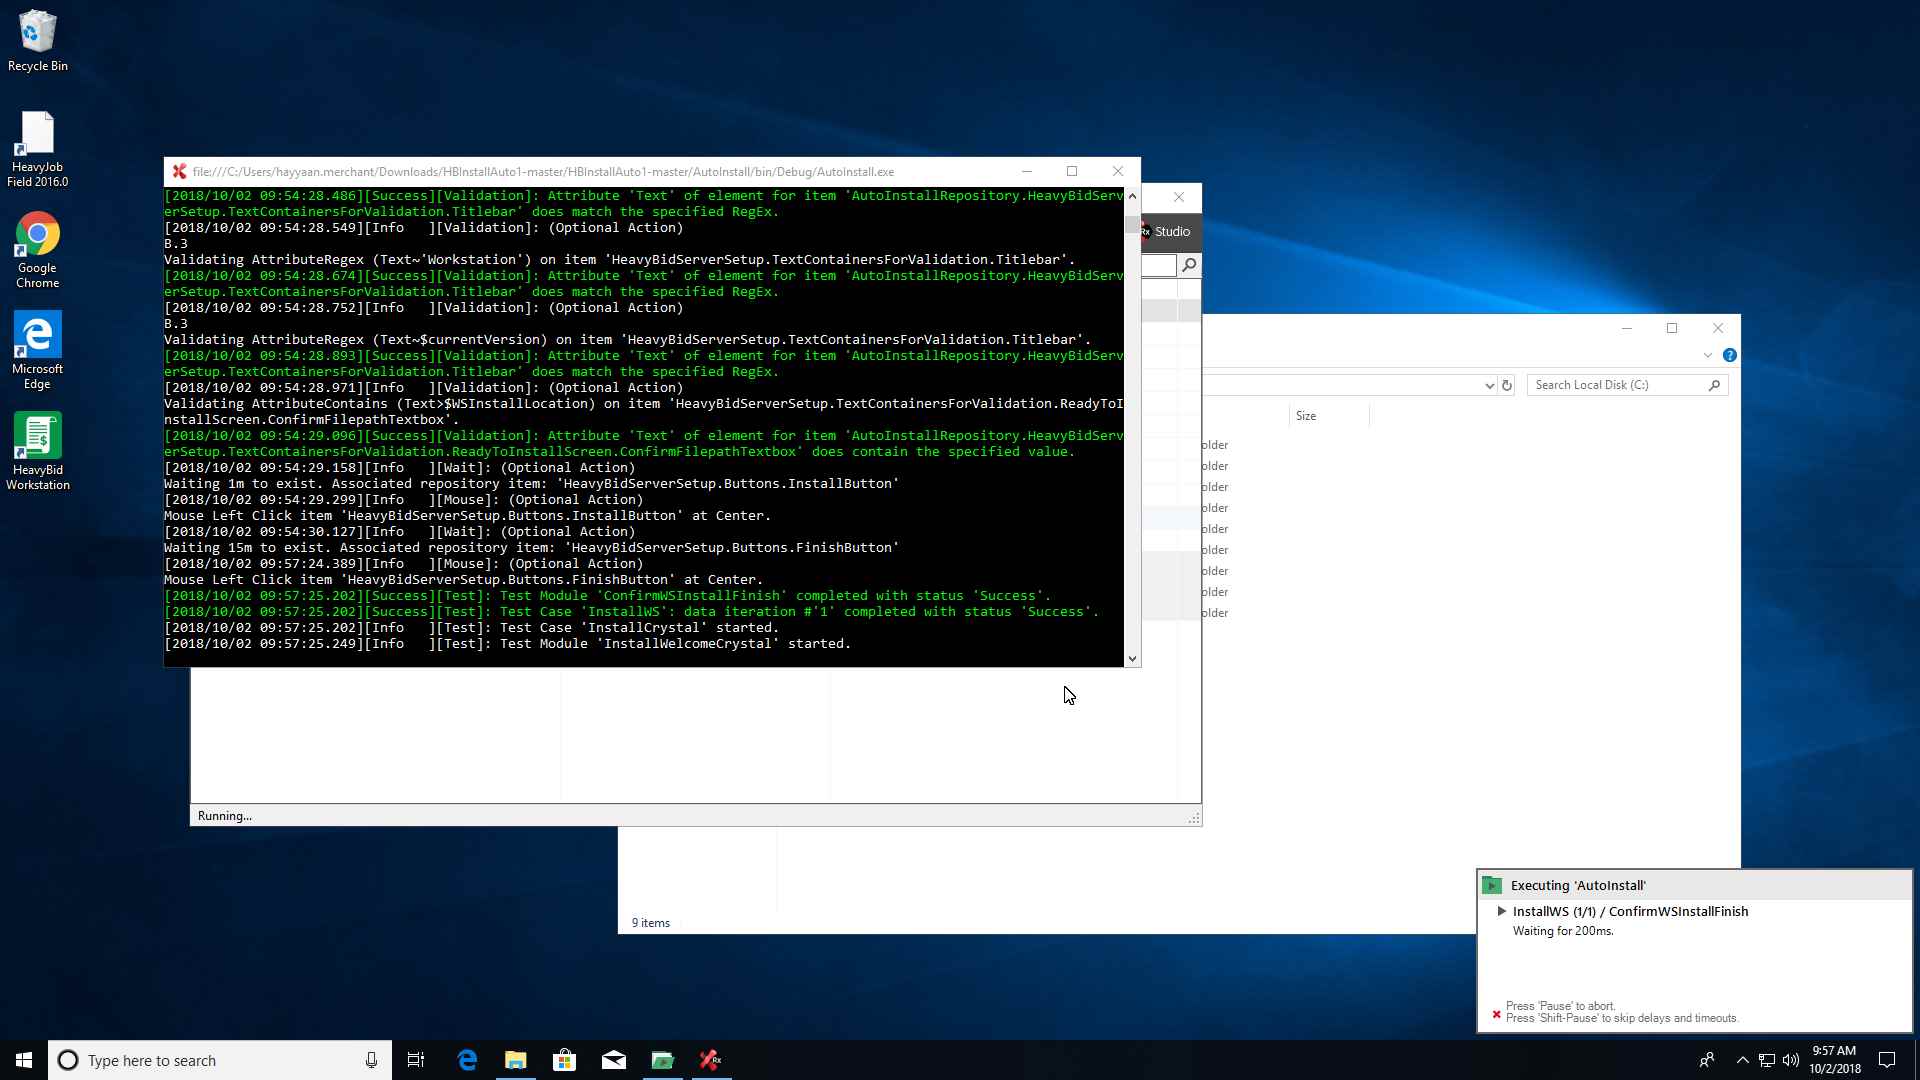 Recycle Bin
HeavyJob
Field 2016.0
Google
Chrome
Microsoft
Edge
HeavyBid
Workstation
file:///C:/Users/hayyaan.merchant/Downloads/HBInstallAuto1-master/HBInstallAuto1-master/AutoInstall/bin/Debug/AutoInstall.exe
[2018/10/02 09:54:28.486][Success][Validation]: Attribute 'Text' of element for item 'AutoInstallRepository.HeavyBidServ
erSetup.TextContainersForValidation.Titlebar' does match the specified RegEx.
[2018/10/02 09:54:28.549][Info   ][Validation]: (Optional Action)
B.3
Validating AttributeRegex (Text~'Workstation') on item 'HeavyBidServerSetup.TextContainersForValidation.Titlebar'.
[2018/10/02 09:54:28.674][Success][Validation]: Attribute 'Text' of element for item 'AutoInstallRepository.HeavyBidServ
erSetup.TextContainersForValidation.Titlebar' does match the specified RegEx.
[2018/10/02 09:54:28.752][Info   ][Validation]: (Optional Action)
B.3
Validating AttributeRegex (Text~$currentVersion) on item 'HeavyBidServerSetup.TextContainersForValidation.Titlebar'.
[2018/10/02 09:54:28.893][Success][Validation]: Attribute 'Text' of element for item 'AutoInstallRepository.HeavyBidServ
erSetup.TextContainersForValidation.Titlebar' does match the specified RegEx.
[2018/10/02 09:54:28.971][Info   ][Validation]: (Optional Action)
Validating AttributeContains (Text>$WSInstallLocation) on item 'HeavyBidServerSetup.TextContainersForValidation.ReadyToI
nstallScreen.ConfirmFilepathTextbox'.
[2018/10/02 09:54:29.096][Success][Validation]: Attribute 'Text' of element for item 'AutoInstallRepository.HeavyBidServ
erSetup.TextContainersForValidation.ReadyToInstallScreen.ConfirmFilepathTextbox' does contain the specified value.
[2018/10/02 09:54:29.158][Info   ][Wait]: (Optional Action)
Waiting 1m to exist. Associated repository item: 'HeavyBidServerSetup.Buttons.InstallButton'
[2018/10/02 09:54:29.299][Info   ][Mouse]: (Optional Action)
Mouse Left Click item 'HeavyBidServerSetup.Buttons.InstallButton' at Center.
[2018/10/02 09:54:30.127][Info   ][Wait]: (Optional Action)
Waiting 15m to exist. Associated repository item: 'HeavyBidServerSetup.Buttons.FinishButton'
[2018/10/02 09:57:24.389][Info   ][Mouse]: (Optional Action)
Mouse Left Click item 'HeavyBidServerSetup.Buttons.FinishButton' at Center.
[2018/10/02 09:57:25.202][Success][Test]: Test Module 'ConfirmWSInstallFinish' completed with status 'Success'.
[2018/10/02 09:57:25.202][Success][Test]: Test Case 'InstallWS': data iteration #'1' completed with status 'Success'.
[2018/10/02 09:57:25.202][Info   ][Test]: Test Case 'InstallCrystal' started.
[2018/10/02 09:57:25.249][Info   ][Test]: Test Module 'InstallWelcomeCrystal' started.
Rx Studio
Running...
Search Local Disk (C:)
Size
older
older
older
older
older
older
older
older
older
9 items
Executing 'AutoInstall'
InstallWS (1/1) / ConfirmWSInstallFinish
Waiting for 200ms.
Press 'Pause' to abort.
Press 'Shift-Pause' to skip delays and timeouts.
Type here to search
Rx
9:57 AM
10/2/2018